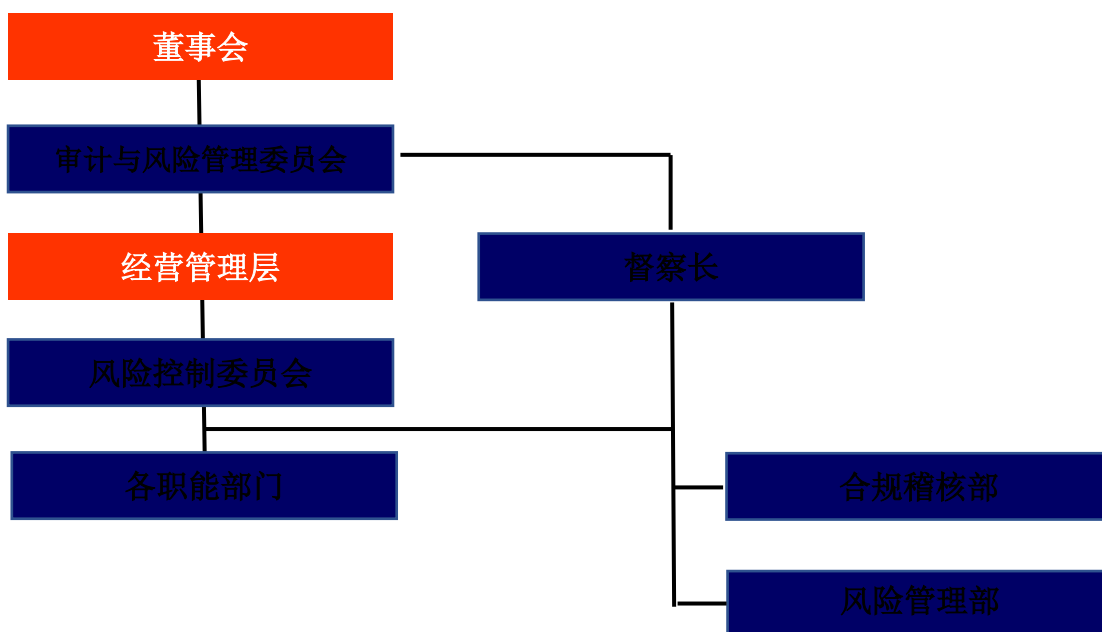 董事会
审计与风险管理委员会
经营管理层
督察长
风险控制委员会
各职能部门
合规稽核部
风险管理部